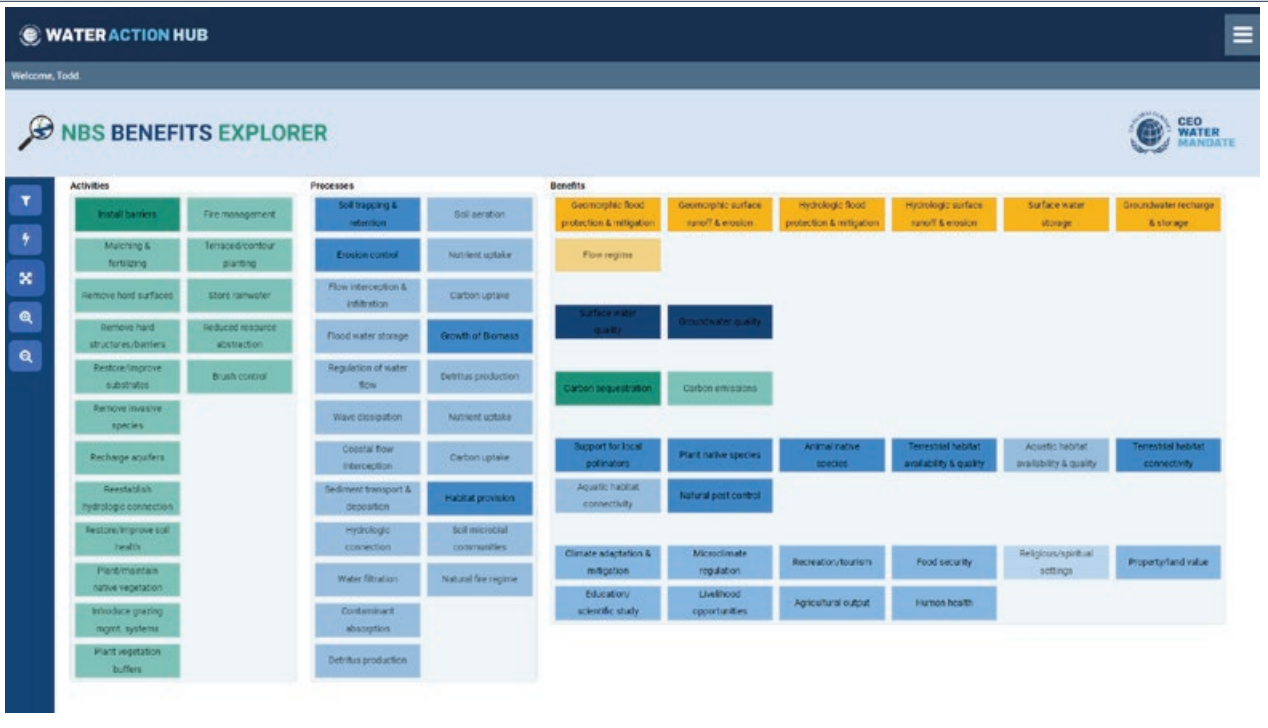 WATER ACTION HUB
Welcome, Todd
NBS BENEFITS EXPLORER
CEO
WATER
MANDATE
Activities
Install barriers
Fire management
Mulching &
fertilizing
Terraced/contour
planting
Remove hard surfaces
Store rainwater
Remove hard
structures/barriers
Reduced resource
abstraction
Restore/improve
substrates
Brush control
Remove invasive
species
Recharge aquifers
Reestablish
hydrologic connection
Restore/improve soil
health
Plant/maintain
native vegetation
Introduce grazing
mgmt. systems
Plant vegetation
buffers
Processes
Soil trapping &
retention
Soil aeration
Erosion control
Nutrient uptake
Flow interception &
infiltration
Carbon uptake
Flood water storage
Growth of Biomass
Regulation of water
flow
Detritus production
Wave dissipation
Nutrient uptake
Coastal flow
interception
Carbon uptake
Sediment transport &
deposition
Habitat provision
Hydrologic
connection
Soil microbial
communities
Water filtration
Natural fire regime
Contaminant
absorption
Detritus production
Benefits
Geomorphic flood
protection & mitigation
Geomorphic surface
runoff & erosion
Hydrologic flood
protection & mitigation
Hydrologic surface
runoff & erosion
Surface water
storage
Groundwater recharge
& storage
Flow regime
Surface water
quality
Groundwater quality
Carbon sequestration
Carbon emissions
Support for local
pollinators
Plant native species
Animal native
species
Terrestrial habitat
availability & quality
Aquatic habitat
availability & quality
Terrestrial habitat
connectivity
Aquatic habitat
connectivity
Natural pest control
Climate adaptation &
mitigation
Microclimate
regulation
Recreation/tourism
Food security
Religious/spiritual
settings
Property/land value
Education/
scientific study
Livelihood
opportunities
Agricultural output
Human health